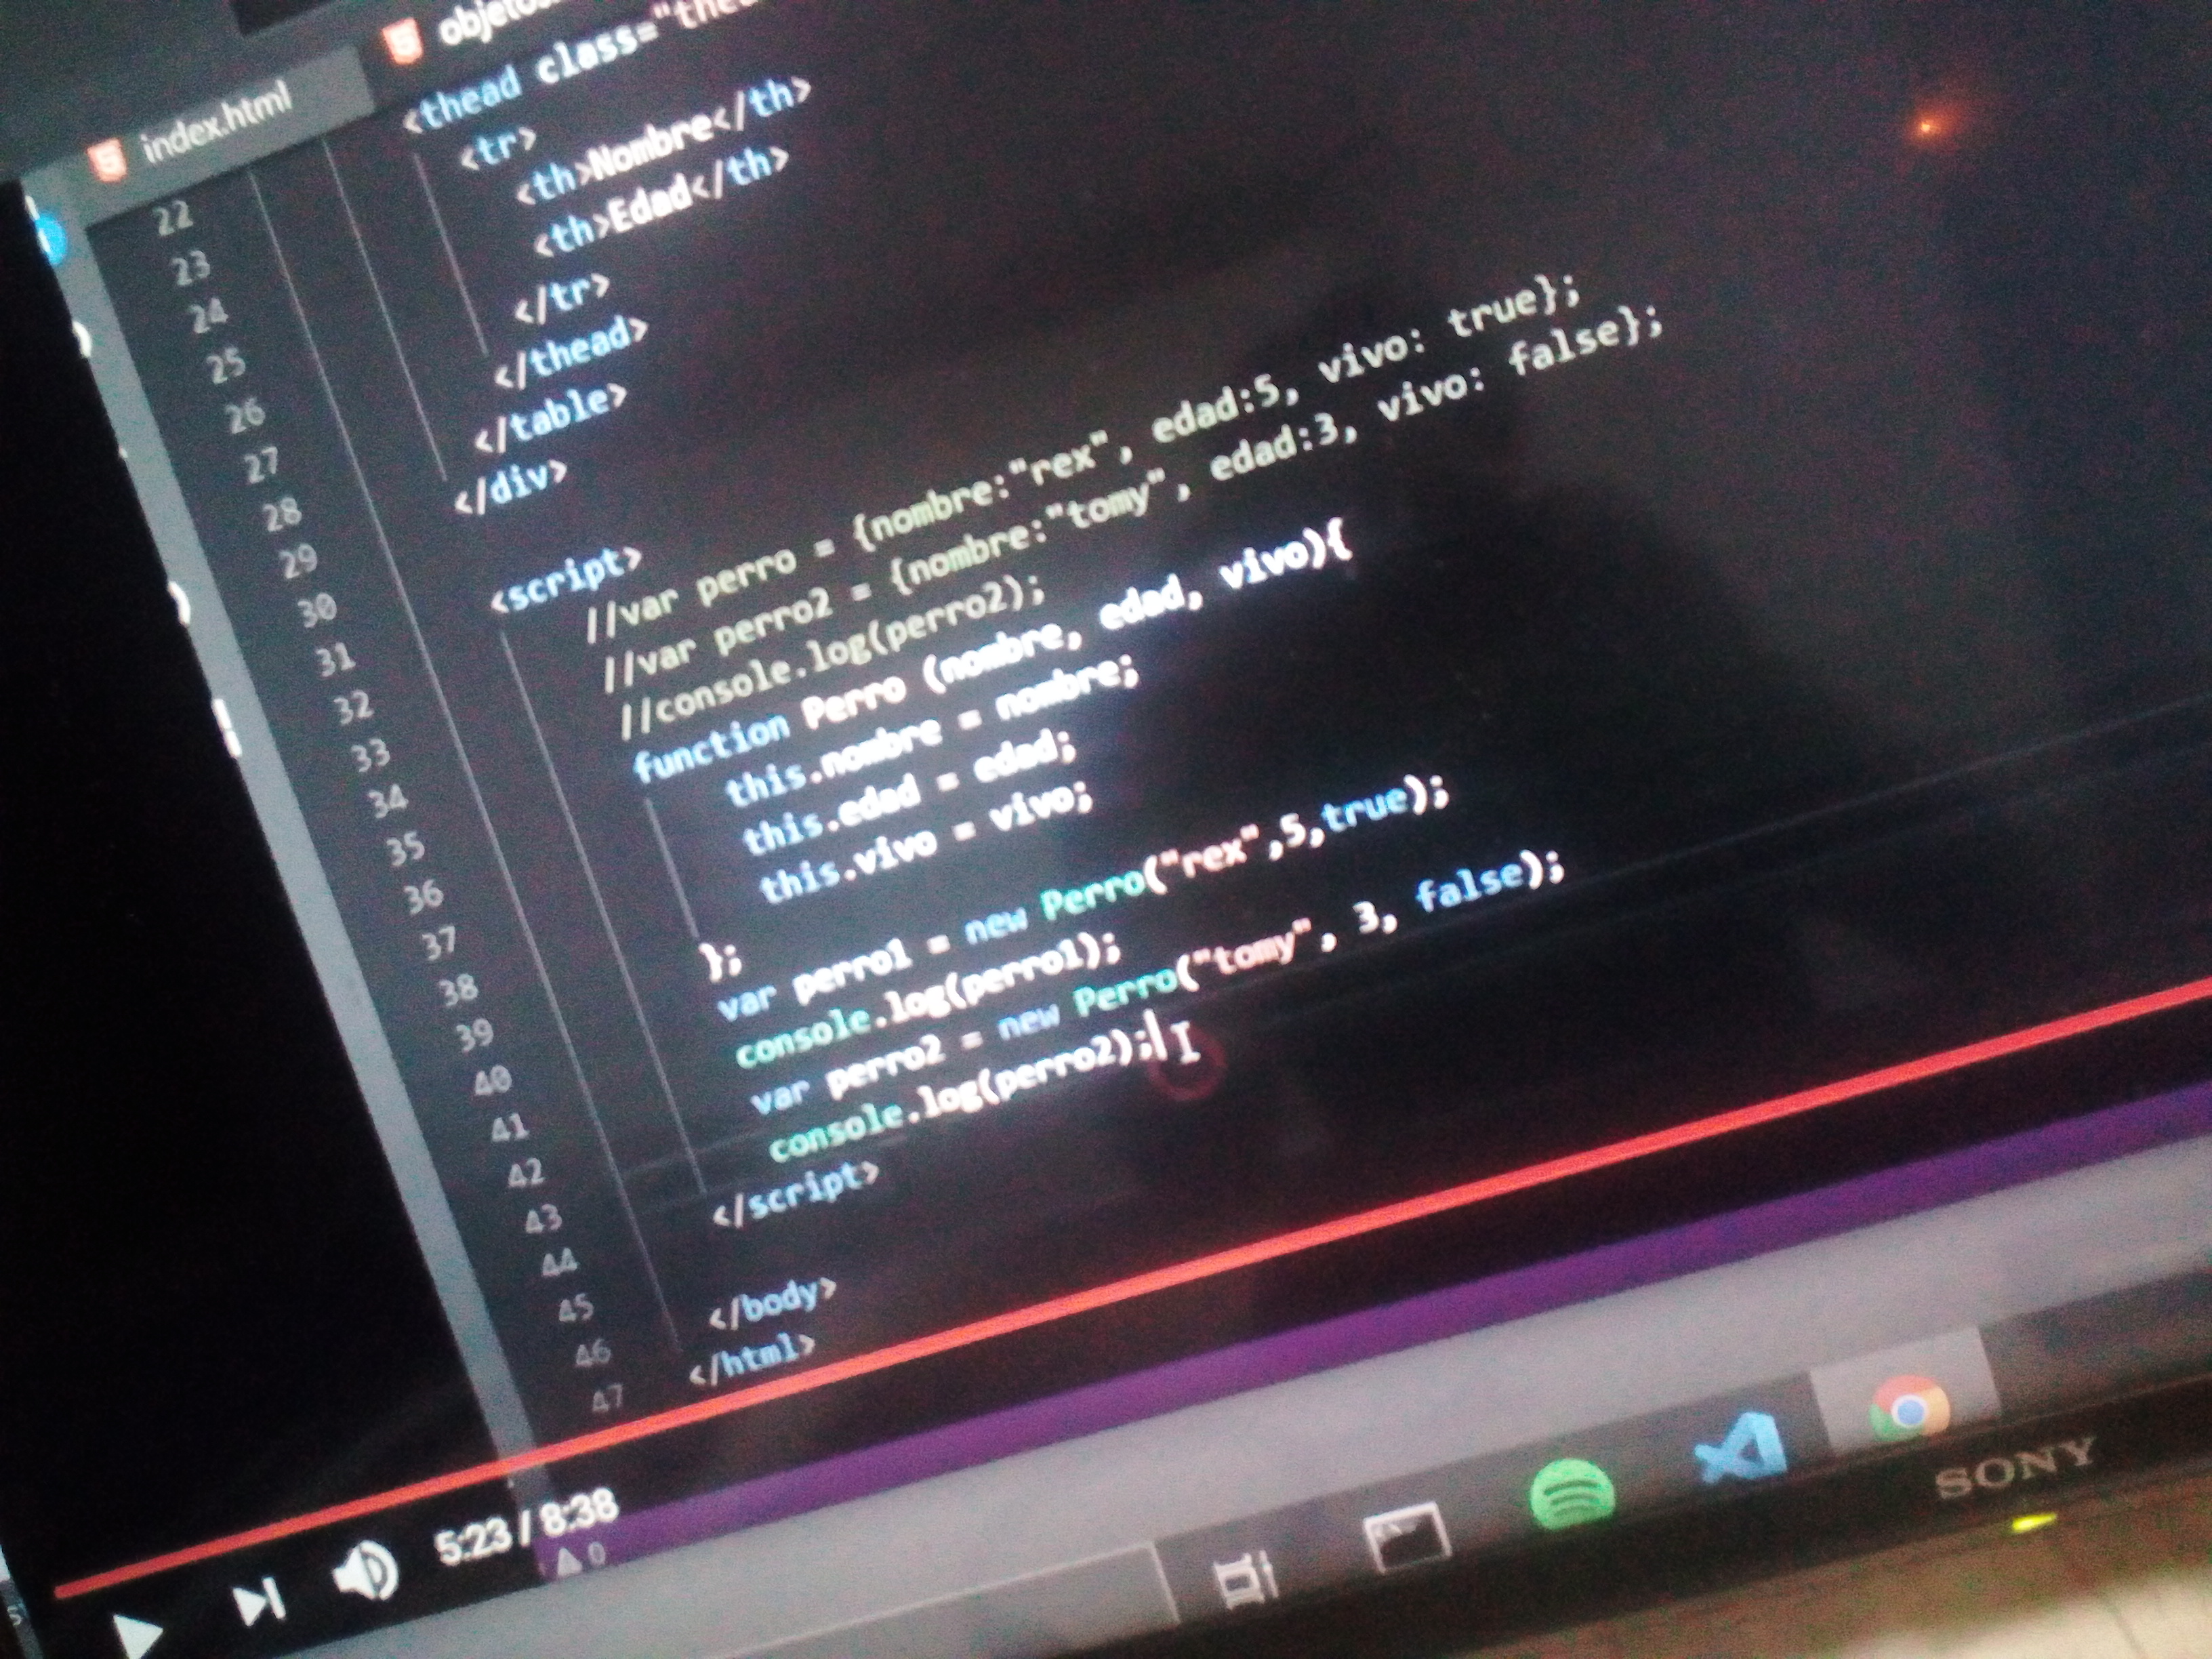 index.html
<thead class="
22 <tr>
23 <th>Nombre</th>
24 <th>Edad</th>
25 </tr>
26 </thead>
27 </table>
28 </div>
29
30 <script>
31 //var perro = {nombre:"rex", edad:5, vivo: true};
32 //var perro2 = {nombre:"tomy", edad:3, vivo: false};
33 //console.log(perro2);
34 function Perro (nombre, edad, vivo){
35 this.nombre = nombre;
36 this.edad = edad;
37 this.vivo = vivo;
38
39 };
40 var perro1 = new Perro("rex",5,true);
41 console.log(perro1);
42 var perro2 = new Perro("tomy", 3, false);
43 console.log(perro2);
44 </script>
45
46 </body>
47 </html>
5:23 / 8:38
0
SONY